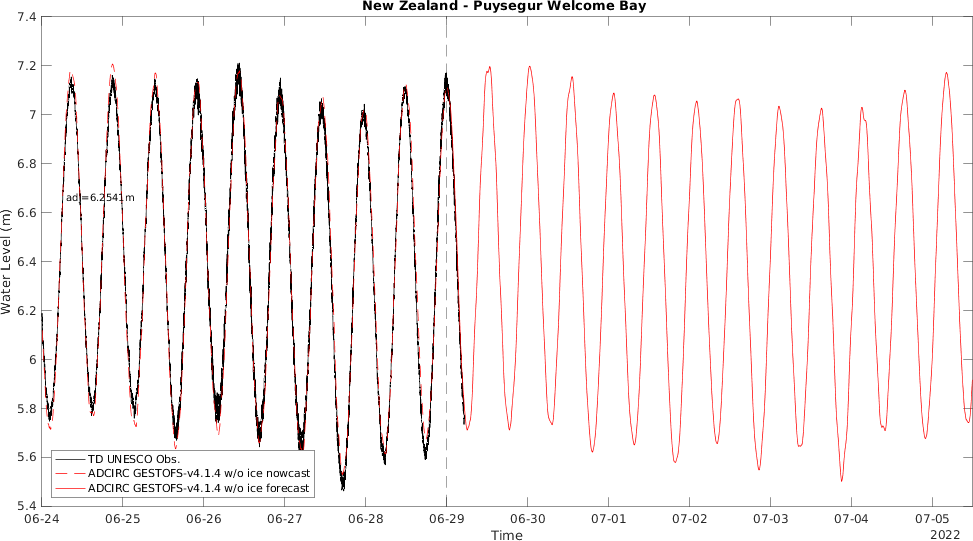 New Zealand - Puysegur Welcome Bay
7.4
7.2
7
6.8
6.6
6.4
6.2
6
5.8
5.6
5.4
Water Level (m)
adj=6.2541m
TD UNESCO Obs.
ADCIRC GESTOFS-v4.1.4 w/o ice nowcast
ADCIRC GESTOFS-v4.1.4 w/o ice forecast
06-24 06-25 06-26 06-27 06-28 06-29 06-30 07-01 07-02 07-03 07-04 07-05
Time
2022